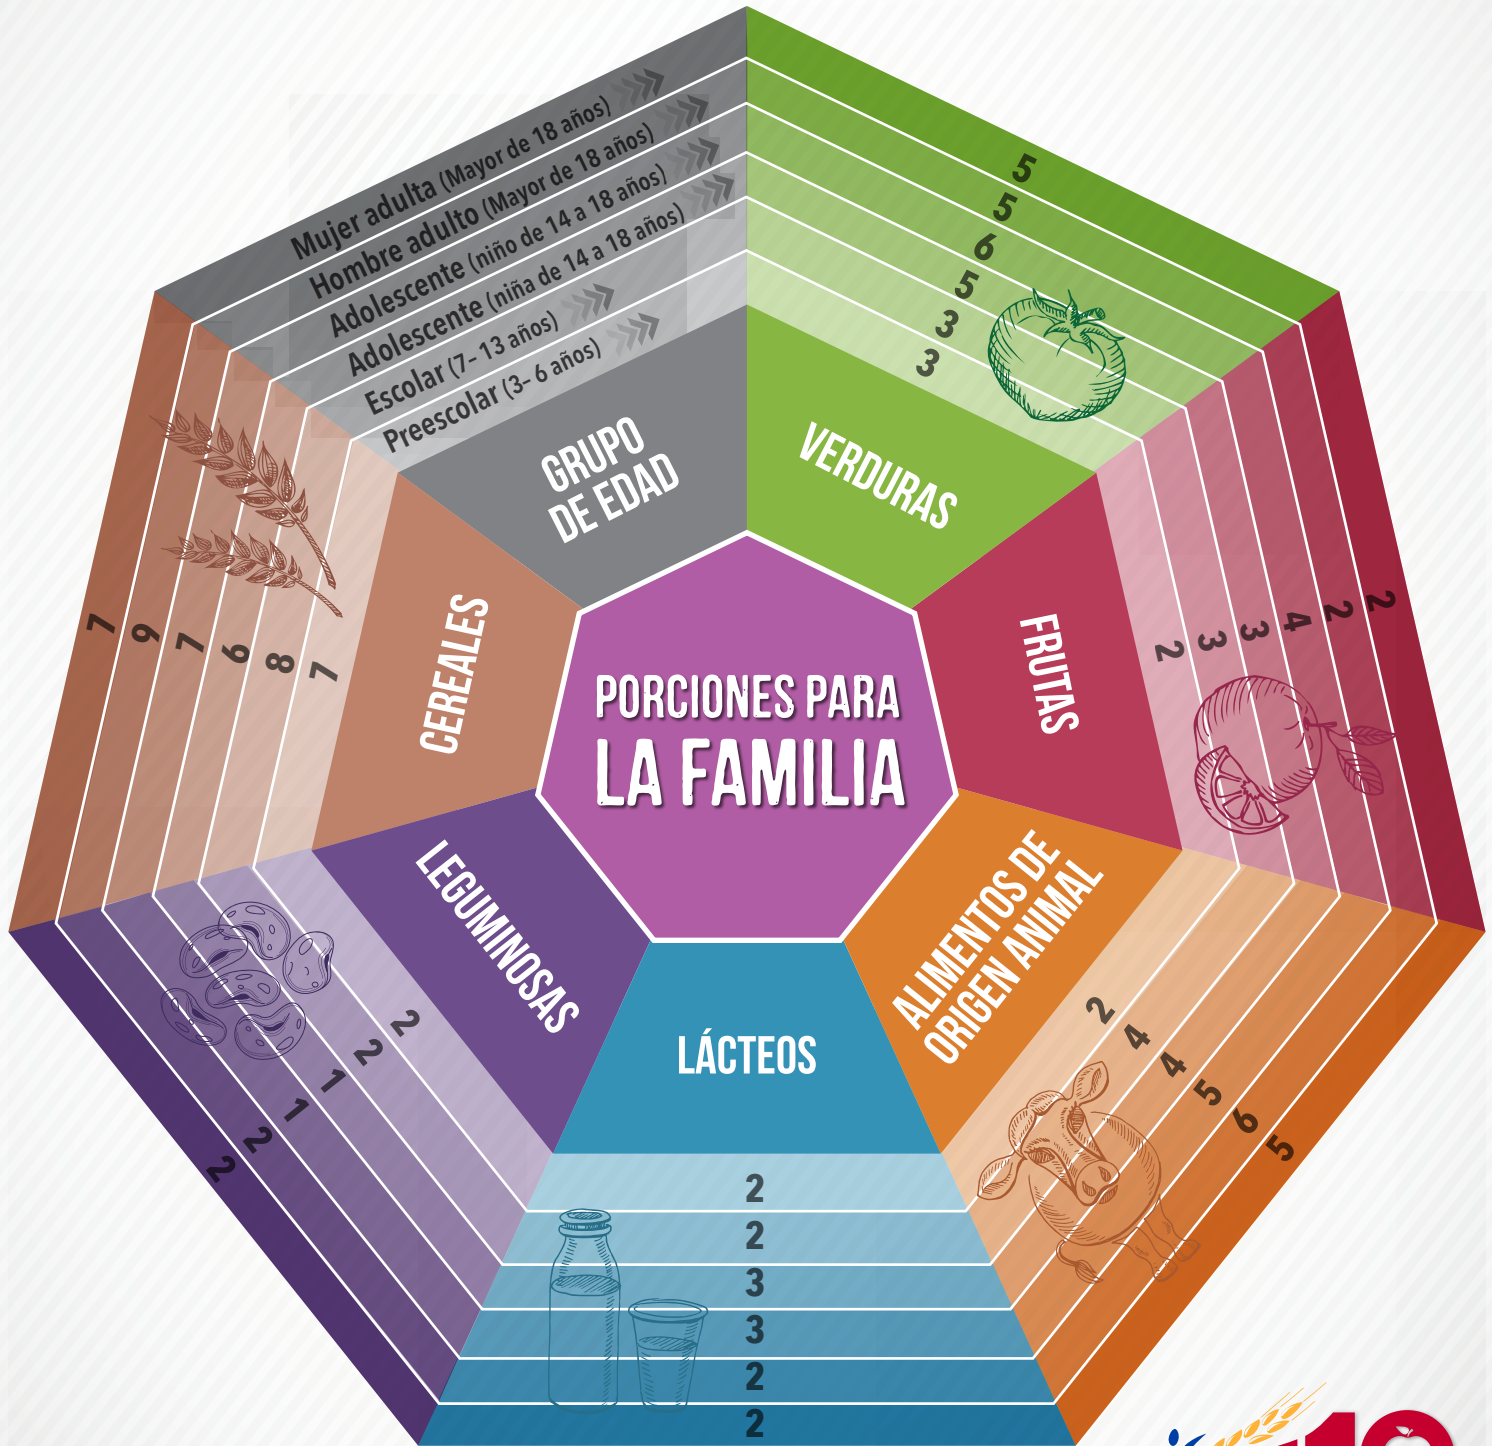 Mujer adulta (Mayor de 18 años)
Hombre adulto (Mayor de 18 años)
Adolescente (niño de 14 a 18 años)
Adolescente (niña de 14 a 18 años)
Escolar (7– 13 años)
Preescolar (3– 6 años)
GRUPO
DE EDAD
5
5
6
5
3
3
VERDURAS
2
2
4
3
3
2
FRUTAS
5
6
5
4
4
2
ALIMENTOS DE
ORIGEN ANIMAL
LÁCTEOS
2
2
3
3
2
2
LEGUMINOSAS
2
2
1
1
2
2
CEREALES
7
9
7
6
8
7
PORCIONES PARA
LA FAMILIA